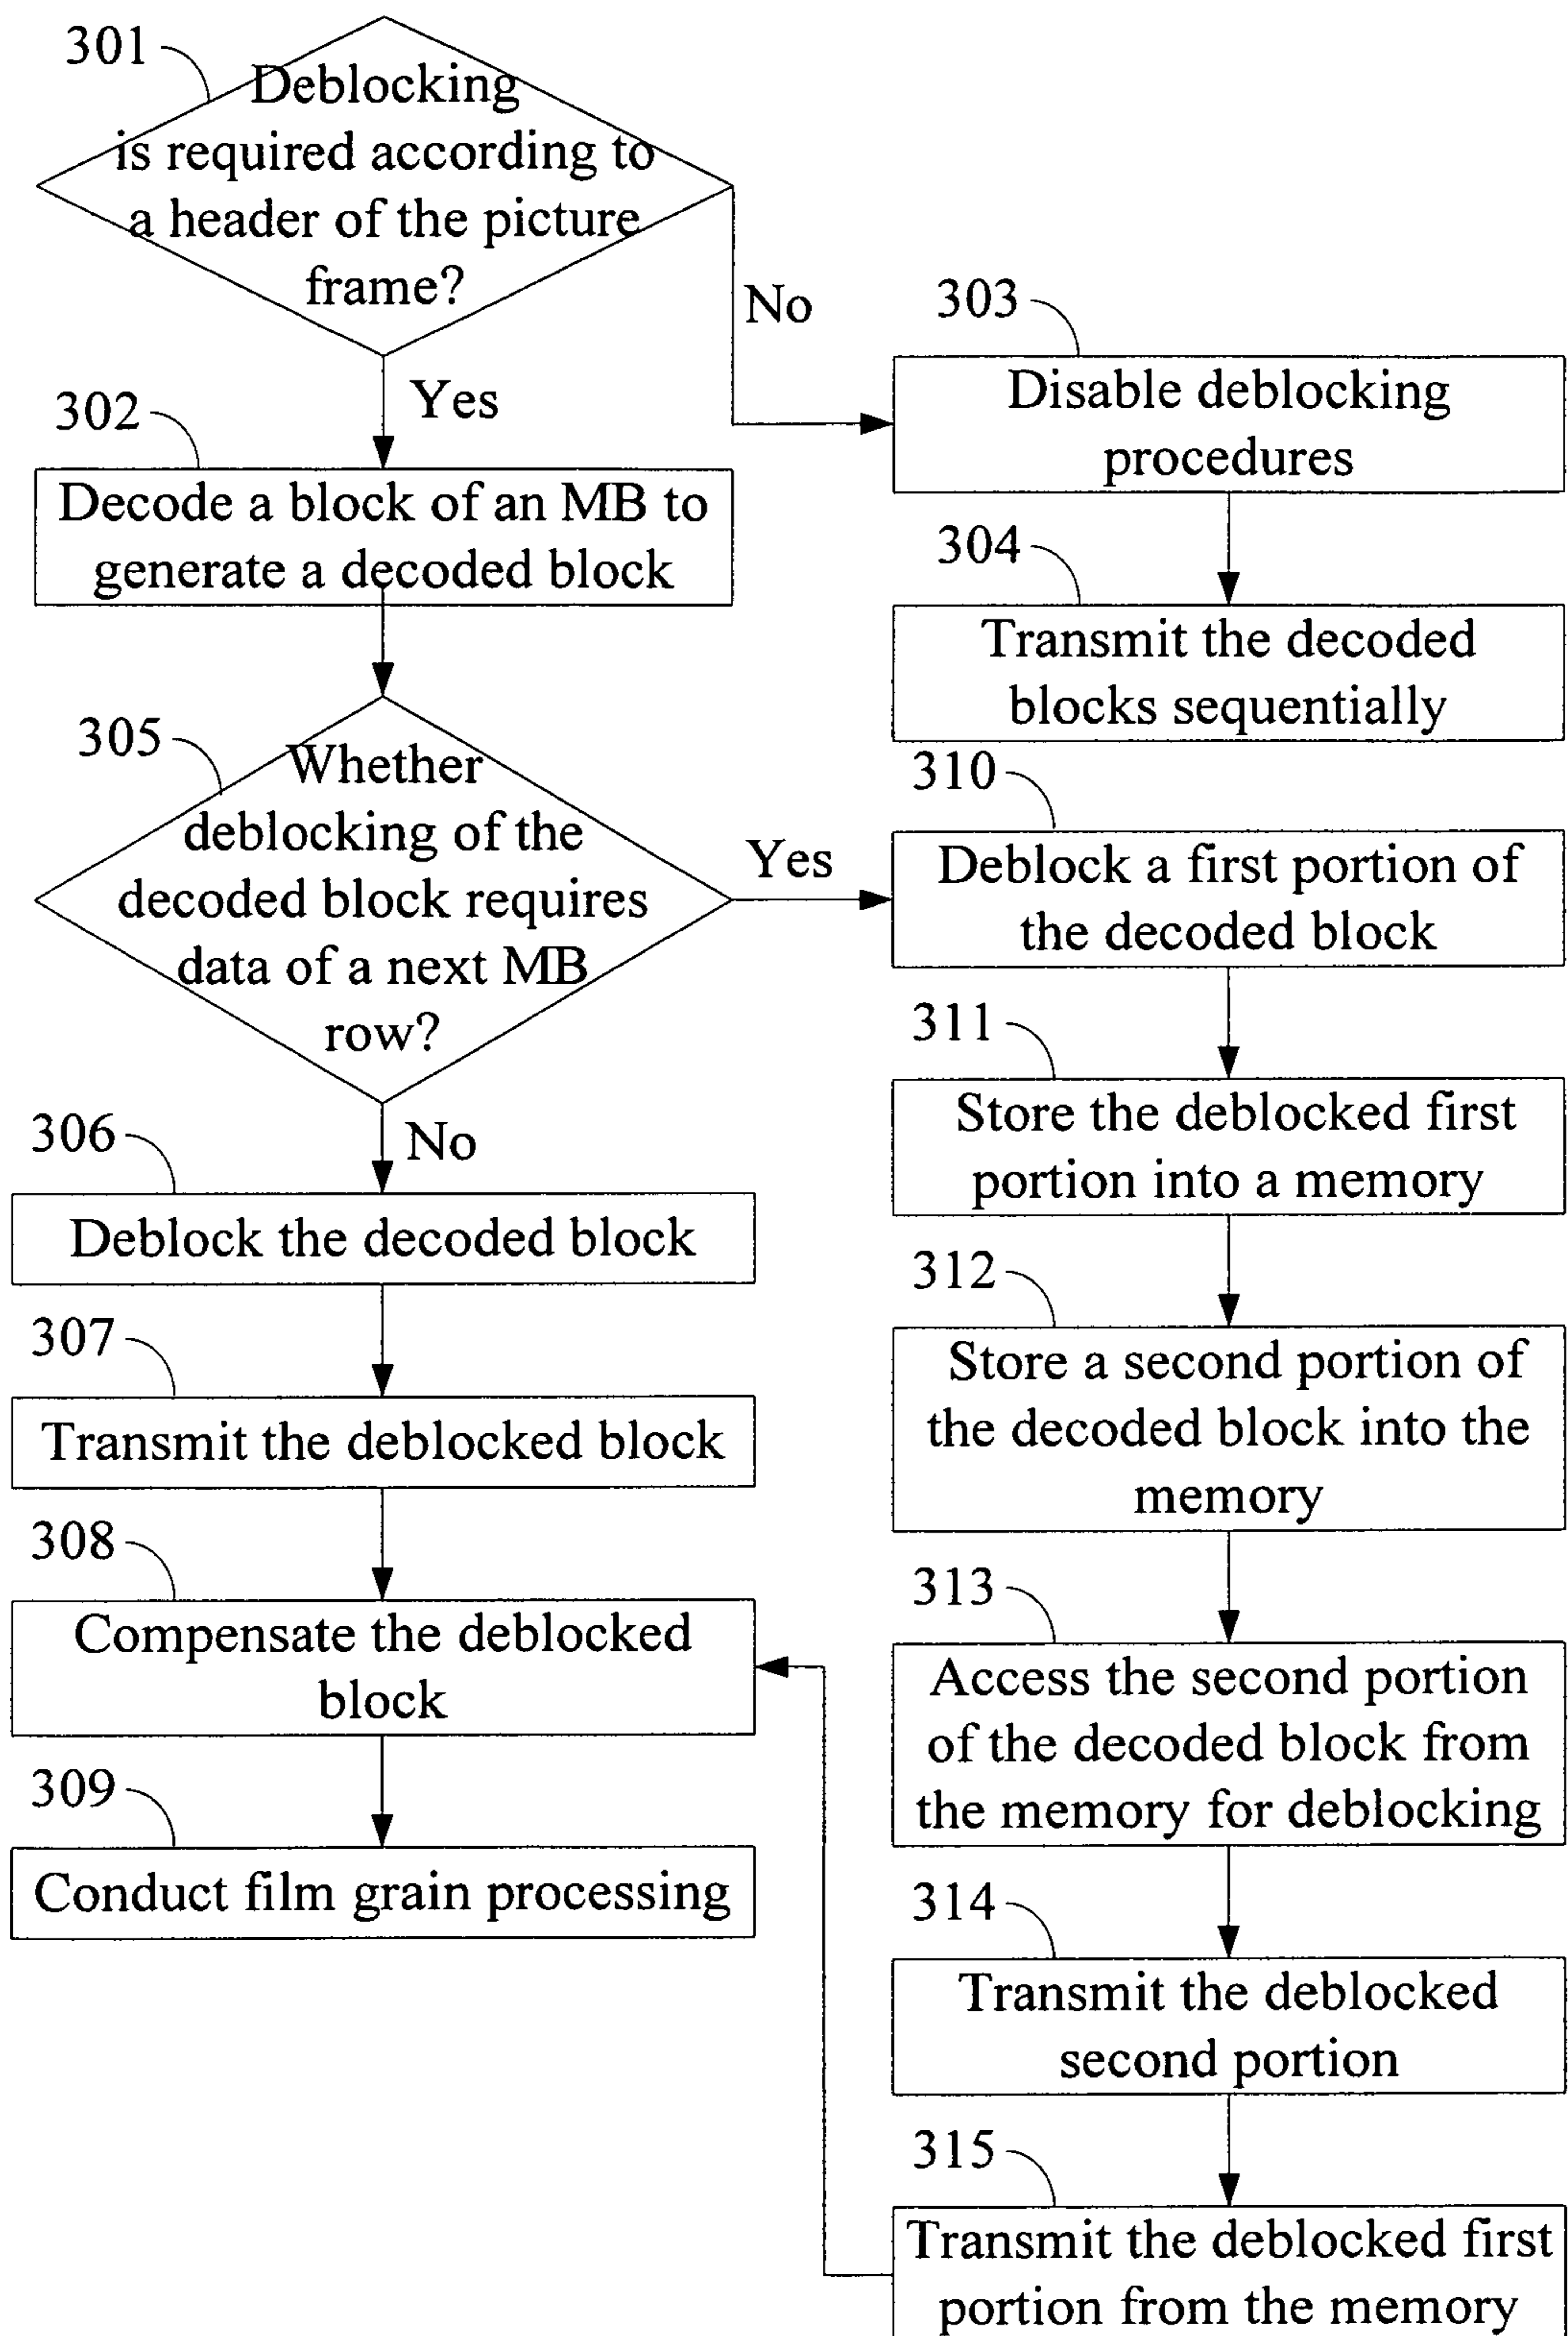 301
Deblocking
is required according to
a header of the picture
frame?
No
Yes
302
Decode a block of an MB to
generate a decoded block
303
Disable deblocking
procedures
304
Transmit the decoded
blocks sequentially
305
Whether
deblocking of the
decoded block requires
data of a next MB
row?
Yes
No
306
Deblock the decoded block
307
Transmit the deblocked block
308
Compensate the deblocked
block
309
Conduct film grain processing
310
Deblock a first portion of
the decoded block
311
Store the deblocked first
portion into a memory
312
Store a second portion of
the decoded block into the
memory
313
Access the second portion
of the decoded block from
the memory for deblocking
314
Transmit the deblocked
second portion
315
Transmit the deblocked first
portion from the memory